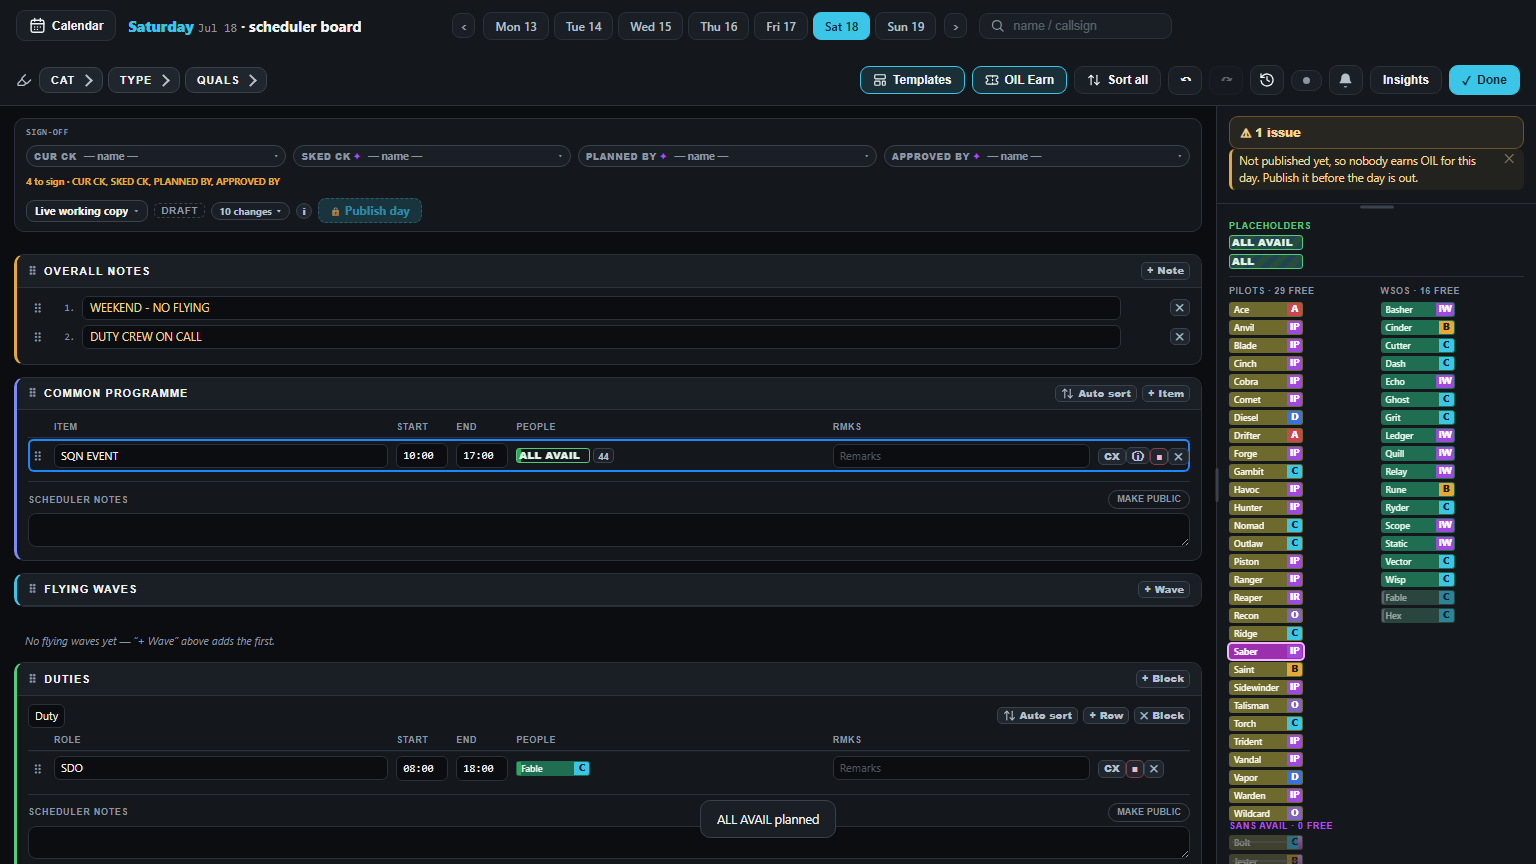 Calendar
Saturday Jul 18 · scheduler board
‹ Mon 13 Tue 14 Wed 15 Thu 16 Fri 17 Sat 18 Sun 19 ›
name / callsign
CAT TYPE QUALS
Templates OIL Earn Sort all Insights ✓ Done
SIGN-OFF
CUR CK — name —
SKED CK ✦ — name —
PLANNED BY ✦ — name —
APPROVED BY ✦ — name —
4 to sign · CUR CK, SKED CK, PLANNED BY, APPROVED BY
Live working copy DRAFT 10 changes i Publish day
OVERALL NOTES + Note
1. WEEKEND - NO FLYING
2. DUTY CREW ON CALL
COMMON PROGRAMME Auto sort + Item
ITEM START END PEOPLE RMKS
SQN EVENT 10:00 17:00 ALL AVAIL 44 Remarks CX
SCHEDULER NOTES MAKE PUBLIC
FLYING WAVES + Wave
No flying waves yet — "+ Wave" above adds the first.
DUTIES + Block
Duty Auto sort + Row ✕ Block
ROLE START END PEOPLE RMKS
SDO 08:00 18:00 Fable C Remarks CX
SCHEDULER NOTES MAKE PUBLIC
ALL AVAIL planned
⚠ 1 issue
Not published yet, so nobody earns OIL for this
day. Publish it before the day is out.
PLACEHOLDERS
ALL AVAIL
ALL
PILOTS · 29 FREE
Ace A
Anvil IP
Blade IP
Cinch IP
Cobra IP
Comet IP
Diesel D
Drifter A
Forge IP
Gambit C
Havoc IP
Hunter IP
Nomad C
Outlaw C
Piston IP
Ranger IP
Reaper IR
Recon O
Ridge C
Saber IP
Saint B
Sidewinder IP
Talisman O
Torch C
Trident IP
Vandal IP
Vapor D
Warden IP
Wildcard O
SANS AVAIL · 0 FREE
Bolt C
Jester B
WSOS · 16 FREE
Basher IW
Cinder B
Cutter C
Dash C
Echo IW
Ghost C
Grit C
Ledger IW
Quill IW
Relay IW
Rune B
Ryder C
Scope IW
Static IW
Vector C
Wisp C
Fable C
Hex C